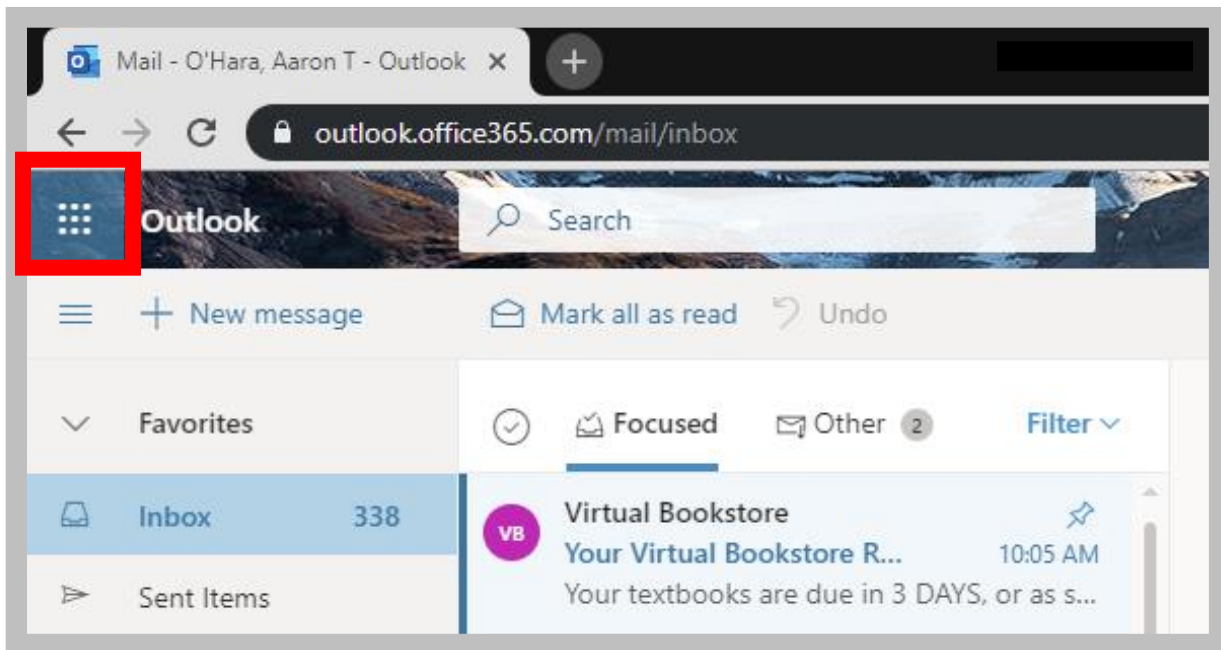 Mail - O'Hara, Aaron T - Outlook
outlook.office365.com/mail/inbox
Outlook Search
New message Mark all as read Undo
Favorites Focused Other 2 Filter
Inbox 338
VB Virtual Bookstore
Your Virtual Bookstore R... 10:05 AM
Sent Items Your textbooks are due in 3 DAYS, or as s...